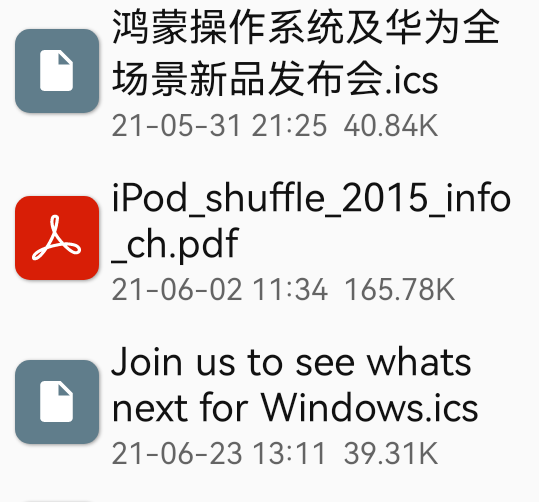 鸿蒙操作系统及华为全
场景新品发布会.ics
21-05-31 21:25 40.84K
iPod_shuffle_2015_info
_ch.pdf
21-06-02 11:34 165.78K
Join us to see whats
next for Windows.ics
21-06-23 13:11 39.31K